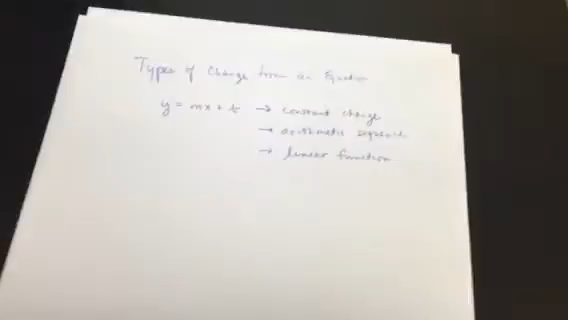 Types of Change from an Equation
y = mx + b → constant change
→ arithmetic sequence
→ linear function